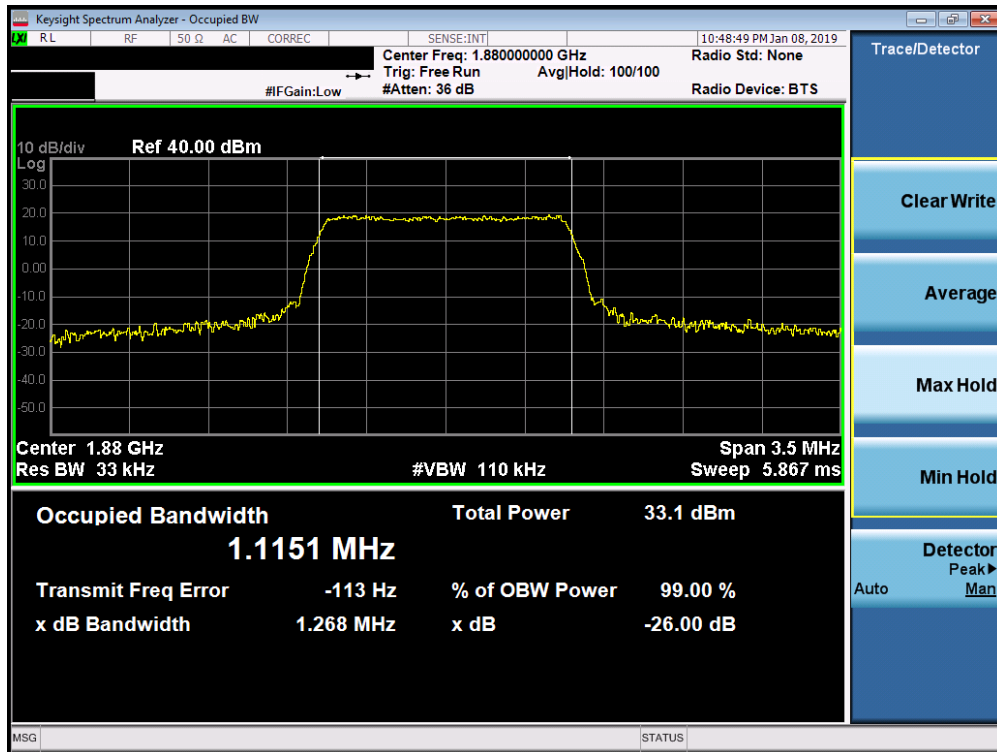 Keysight Spectrum Analyzer - Occupied BW
LXI RL RF 50 Ω AC CORREC SENSE:INT 10:48:49 PM Jan 08, 2019
Center Freq: 1.880000000 GHz Radio Std: None
Trig: Free Run Avg|Hold: 100/100
#IFGain:Low #Atten: 36 dB Radio Device: BTS
10 dB/div Ref 40.00 dBm
Log
30.0
20.0
10.0
0.00
-10.0
-20.0
-30.0
-40.0
-50.0
Center 1.88 GHz Span 3.5 MHz
Res BW 33 kHz #VBW 110 kHz Sweep 5.867 ms
Occupied Bandwidth Total Power 33.1 dBm
1.1151 MHz
Transmit Freq Error -113 Hz % of OBW Power 99.00 %
x dB Bandwidth 1.268 MHz x dB -26.00 dB
MSG STATUS
Trace/Detector
Clear Write
Average
Max Hold
Min Hold
Detector
Peak▶
Auto Man